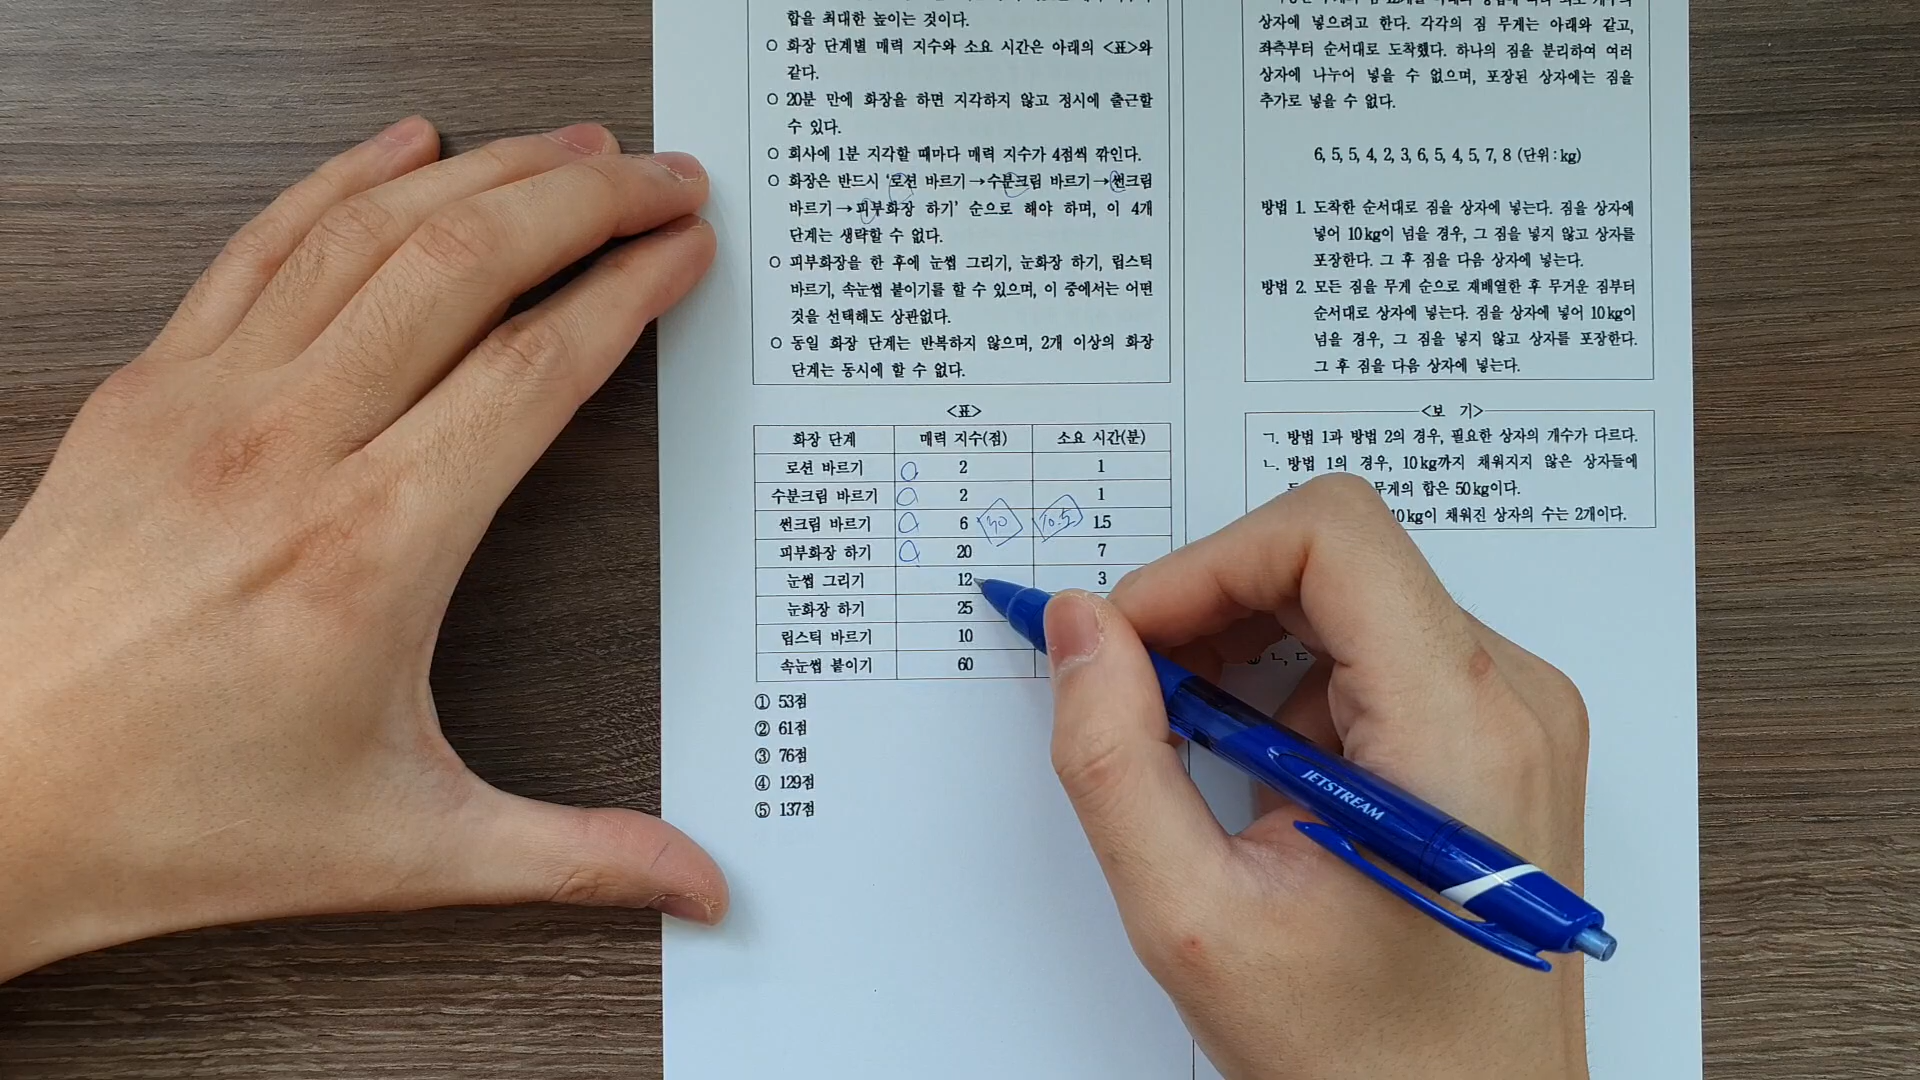 합을 최대한 높이는 것이다.
○ 화장 단계별 매력 지수와 소요 시간은 아래의 <표>와
같다.
○ 20분 만에 화장을 하면 지각하지 않고 정시에 출근할
수 있다.
○ 회사에 1분 지각할 때마다 매력 지수가 4점씩 깎인다.
○ 화장은 반드시 '로션 바르기→수분크림 바르기→썬크림
바르기→피부화장 하기' 순으로 해야 하며, 이 4개
단계는 생략할 수 없다.
○ 피부화장을 한 후에 눈썹 그리기, 눈화장 하기, 립스틱
바르기, 속눈썹 붙이기를 할 수 있으며, 이 중에서는 어떤
것을 선택해도 상관없다.
○ 동일 화장 단계는 반복하지 않으며, 2개 이상의 화장
단계는 동시에 할 수 없다.
<표>
화장 단계 매력 지수(점) 소요 시간(분)
로션 바르기 2 1
수분크림 바르기 2 1
썬크림 바르기 6 30 10.5 1.5
피부화장 하기 20 7
눈썹 그리기 12 3
눈화장 하기 25
립스틱 바르기 10
속눈썹 붙이기 60
① 53점
② 61점
③ 76점
④ 129점
⑤ 137점
상자에 넣으려고 한다. 각각의 짐 무게는 아래와 같고,
좌측부터 순서대로 도착했다. 하나의 짐을 분리하여 여러
상자에 나누어 넣을 수 없으며, 포장된 상자에는 짐을
추가로 넣을 수 없다.
6, 5, 5, 4, 2, 3, 6, 5, 4, 5, 7, 8 (단위 : kg)
방법 1. 도착한 순서대로 짐을 상자에 넣는다. 짐을 상자에
넣어 10kg이 넘을 경우, 그 짐을 넣지 않고 상자를
포장한다. 그 후 짐을 다음 상자에 넣는다.
방법 2. 모든 짐을 무게 순으로 재배열한 후 무거운 짐부터
순서대로 상자에 넣는다. 짐을 상자에 넣어 10kg이
넘을 경우, 그 짐을 넣지 않고 상자를 포장한다.
그 후 짐을 다음 상자에 넣는다.
<보 기>
ㄱ. 방법 1과 방법 2의 경우, 필요한 상자의 개수가 다르다.
ㄴ. 방법 1의 경우, 10kg까지 채워지지 않은 상자들에
무게의 합은 50kg이다.
10kg이 채워진 상자의 수는 2개이다.
ㄴ, ㄷ
JETSTREAM